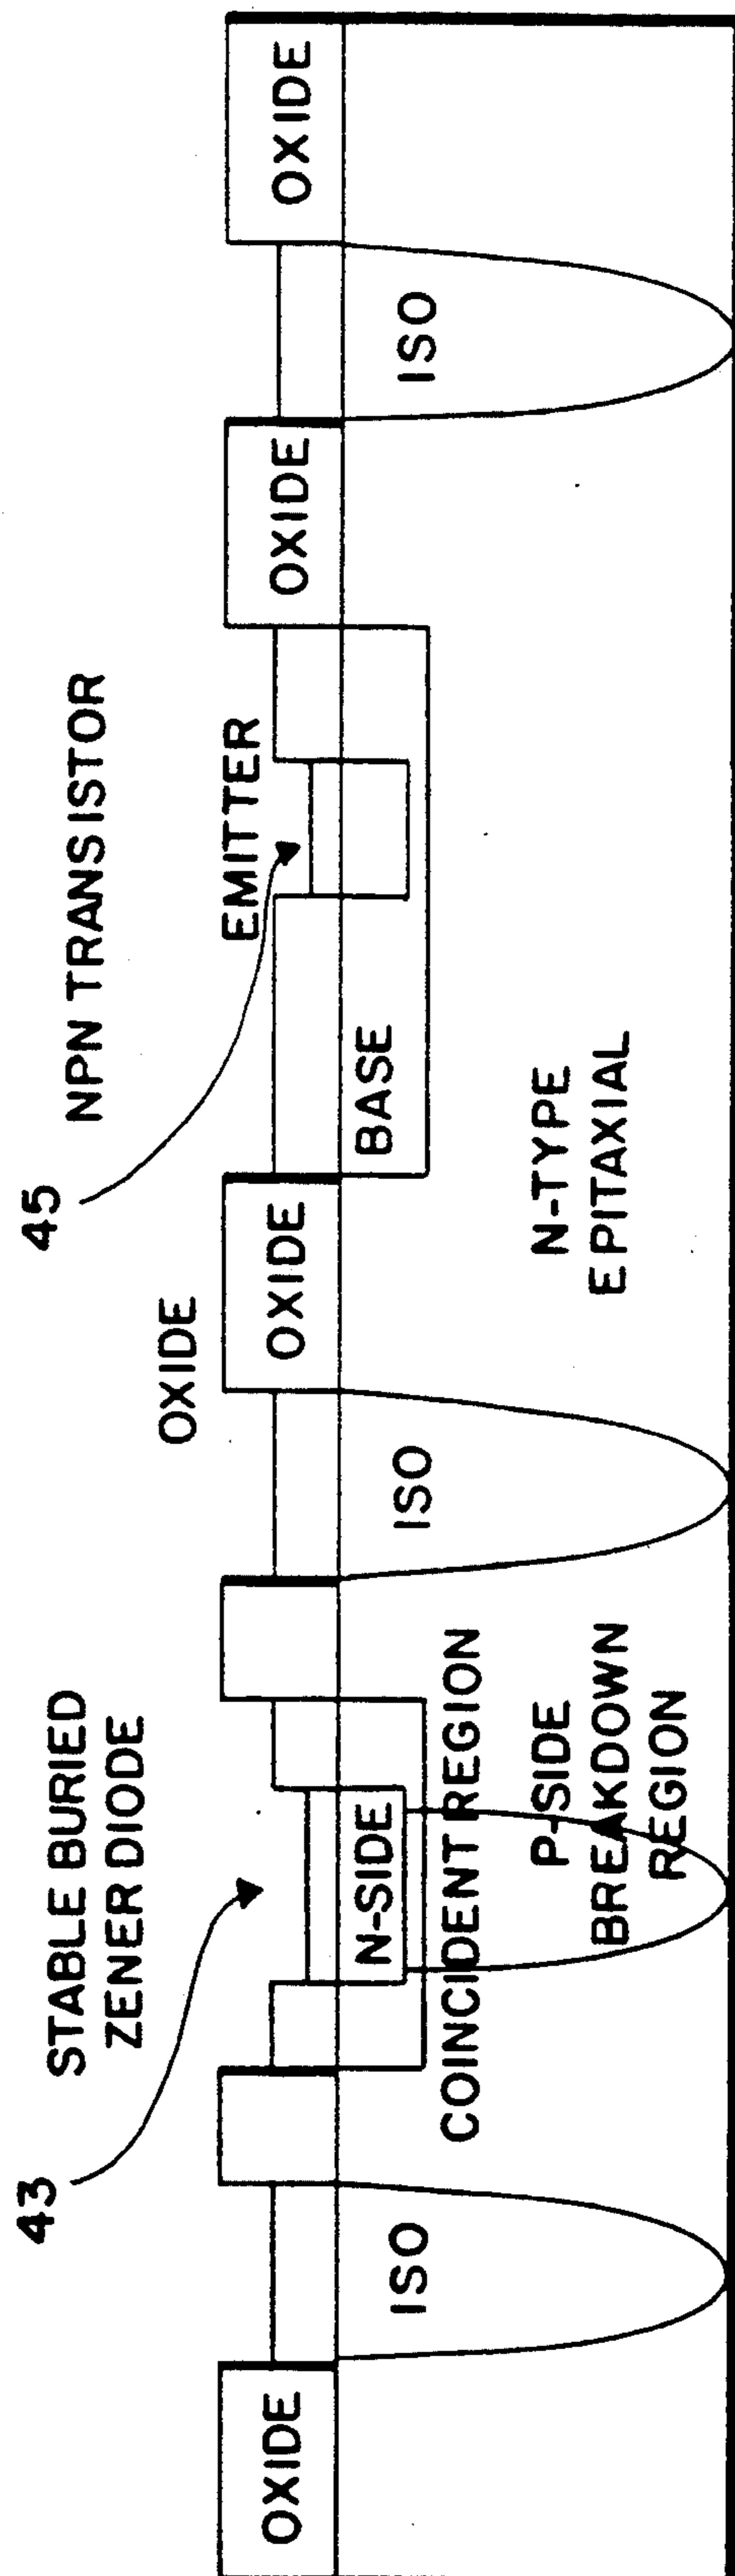 43
STABLE BURIED
ZENER DIODE
45
NPN TRANSISTOR
OXIDE
EMITTER
OXIDE
OXIDE
OXIDE
OXIDE
ISO
N-SIDE
ISO
BASE
ISO
COINCIDENT REGION
P-SIDE
BREAKDOWN
REGION
N-TYPE
EPITAXIAL